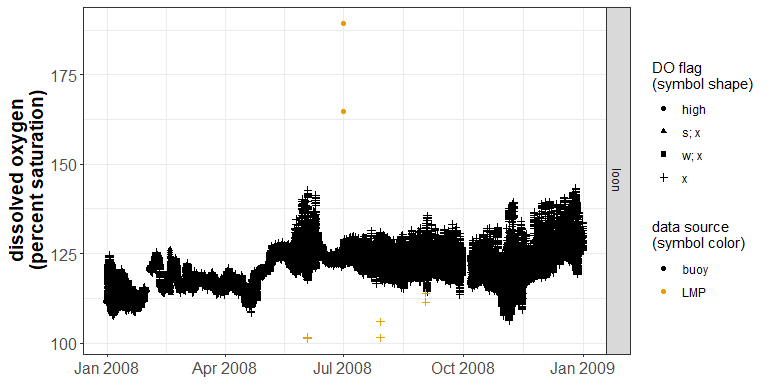 dissolved oxygen
(percent saturation)
175
150
125
100
Jan 2008
Apr 2008
Jul 2008
Oct 2008
Jan 2009
loon
DO flag
(symbol shape)
high
s; x
w; x
x
data source
(symbol color)
buoy
LMP